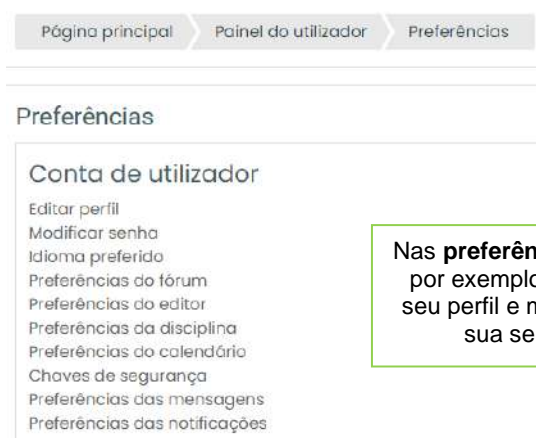 Página principal Painel do utilizador Preferências
Preferências
Conta de utilizador
Editar perfil
Modificar senha
Idioma preferido
Preferências do fórum
Preferências do editor
Preferências da disciplina
Preferências do calendário
Chaves de segurança
Preferências das mensagens
Preferências das notificações
Nas
por exemplo
seu perfil e
sua